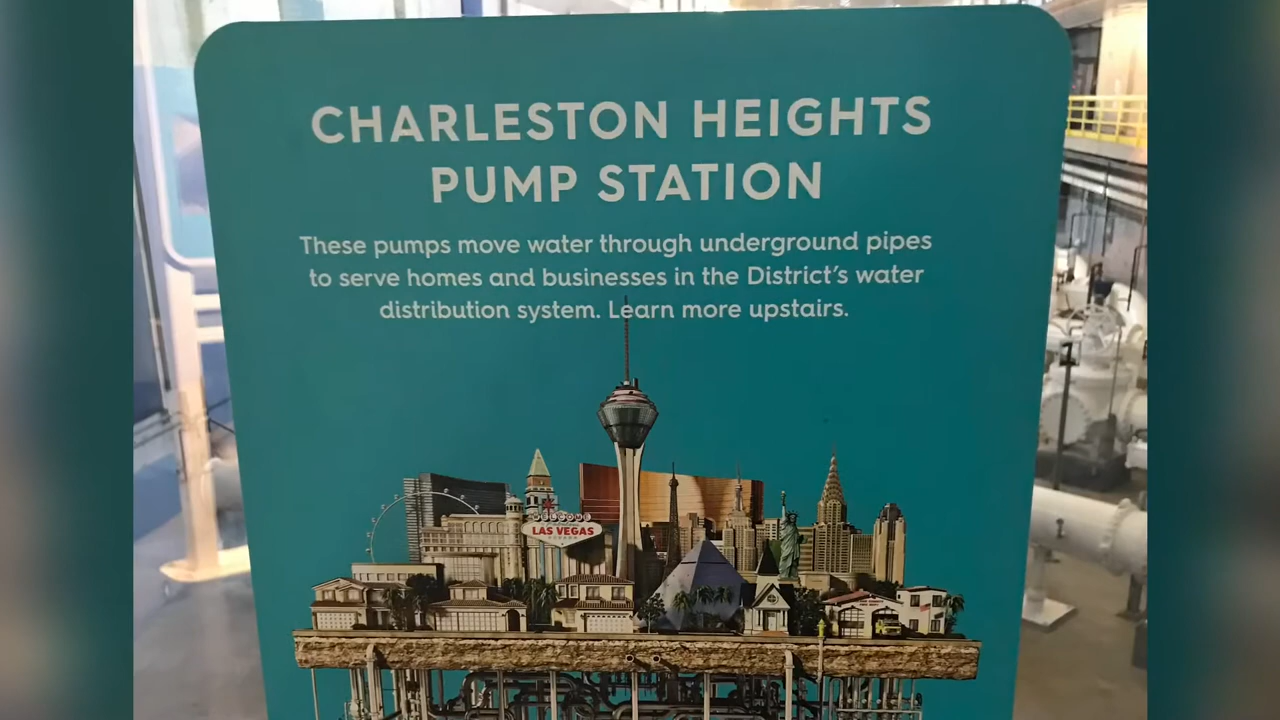 CHARLESTON HEIGHTS
PUMP STATION
These pumps move water through underground pipes
to serve homes and businesses in the District's water
distribution system. Learn more upstairs.
WELCOME
LAS VEGAS